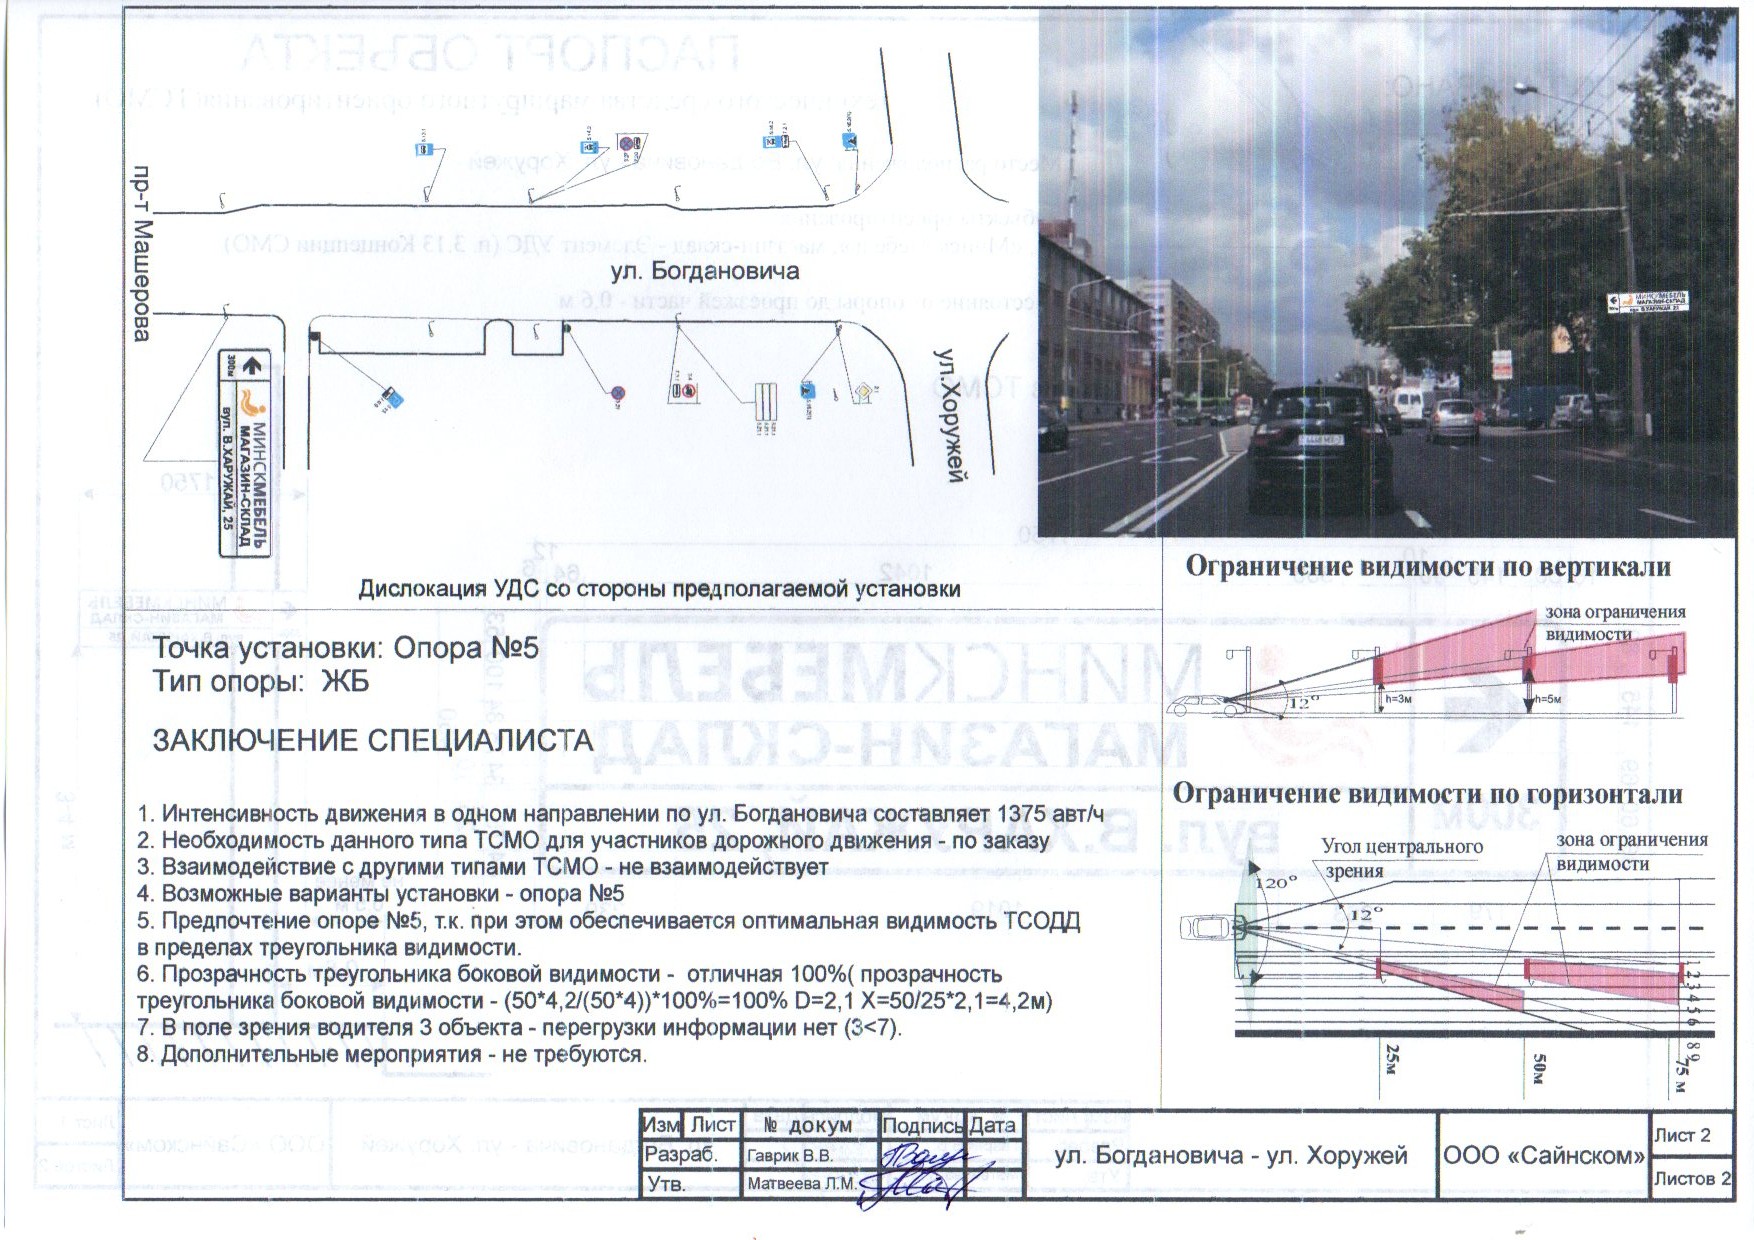 пр-т Машерова
ул. Богдановича
ул.Хоружей
300м
МИНСКМЕБЕЛЬ
МАГАЗИН-СКЛАД
вул. В.ХАРУЖАЙ, 25
Дислокация УДС со стороны предполагаемой установки
МИНСКМЕБЕЛЬ
МАГАЗИН-СКЛАД
Точка установки: Опора №5
Тип опоры: ЖБ
ЗАКЛЮЧЕНИЕ СПЕЦИАЛИСТА
1. Интенсивность движения в одном направлении по ул. Богдановича составляет 1375 авт/ч
2. Необходимость данного типа ТСМО для участников дорожного движения - по заказу
3. Взаимодействие с другими типами ТСМО - не взаимодействует
4. Возможные варианты установки - опора №5
5. Предпочтение опоре №5, т.к. при этом обеспечивается оптимальная видимость ТСОДД
в пределах треугольника видимости.
6. Прозрачность треугольника боковой видимости - отличная 100%( прозрачность
треугольника боковой видимости - (50*4,2/(50*4))*100%=100% D=2,1 X=50/25*2,1=4,2м)
7. В поле зрения водителя 3 объекта - перегрузки информации нет (3<7).
8. Дополнительные мероприятия - не требуются.
Ограничение видимости по вертикали
зона ограничения
видимости
12°
h=3м
h=5м
Ограничение видимости по горизонтали
Угол центрального
зрения
зона ограничения
видимости
120°
12°
1 2 3 4 5 6
8 9
25м
50м
75 м
Изм Лист № докум Подпись Дата
Разраб. Гаврик В.В.
Утв. Матвеева Л.М.
ул. Богдановича - ул. Хоружей
ООО «Сайнском»
Лист 2
Листов 2